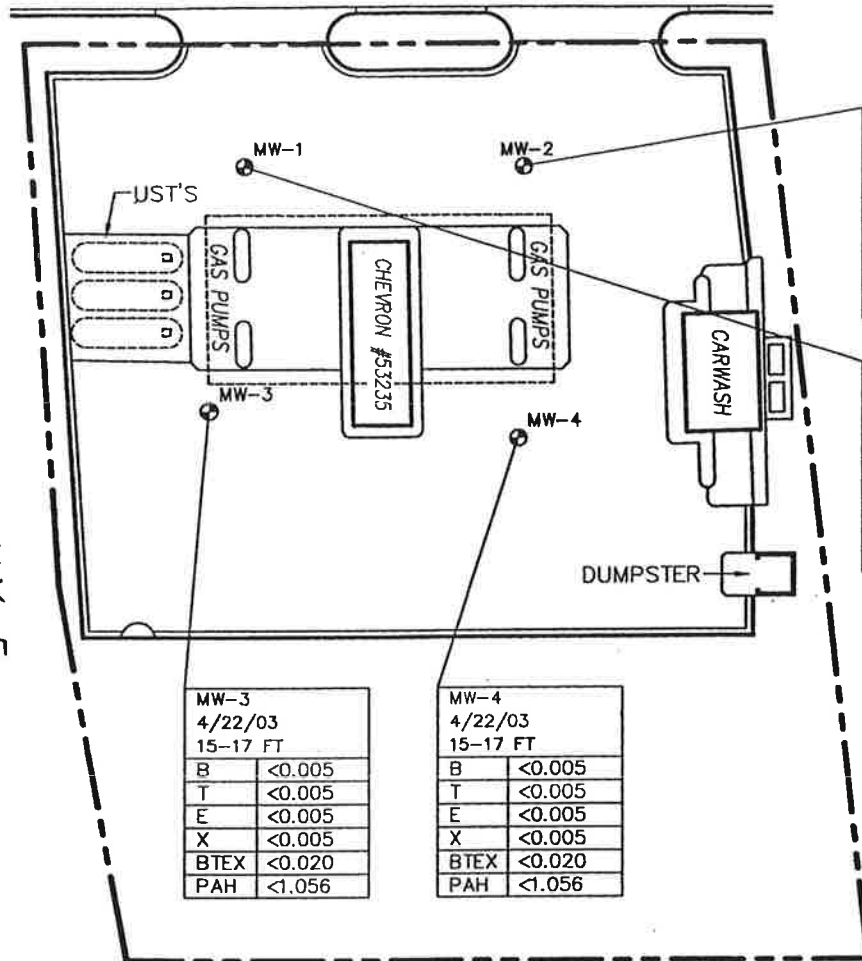 MW-1
MW-2
UST'S
GAS PUMPS
GAS PUMPS
CHEVRON #53235
CARWASH
MW-3
MW-4
DUMPSTER
MW-3
4/22/03
15-17 FT
B <0.005
T <0.005
E <0.005
X <0.005
BTEX <0.020
PAH <1.056
MW-4
4/22/03
15-17 FT
B <0.005
T <0.005
E <0.005
X <0.005
BTEX <0.020
PAH <1.056